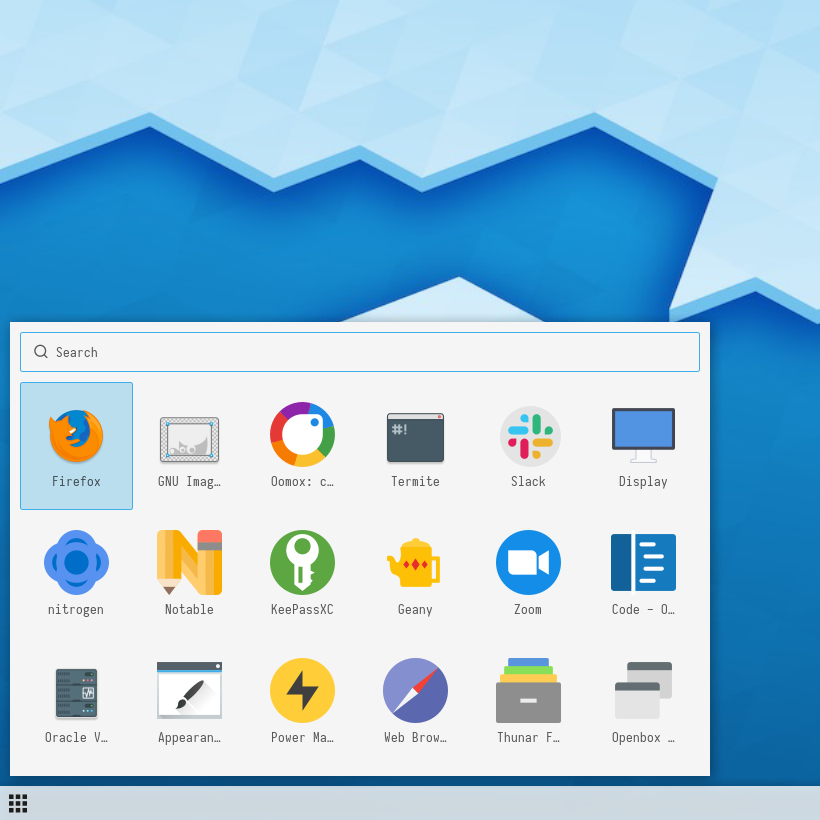 Search
Firefox
GNU Imag…
Oomox: c…
#!
Termite
Slack
Display
nitrogen
Notable
KeePassXC
Geany
Zoom
Code – O…
Oracle V…
Appearan…
Power Ma…
Web Brow…
Thunar F…
Openbox …